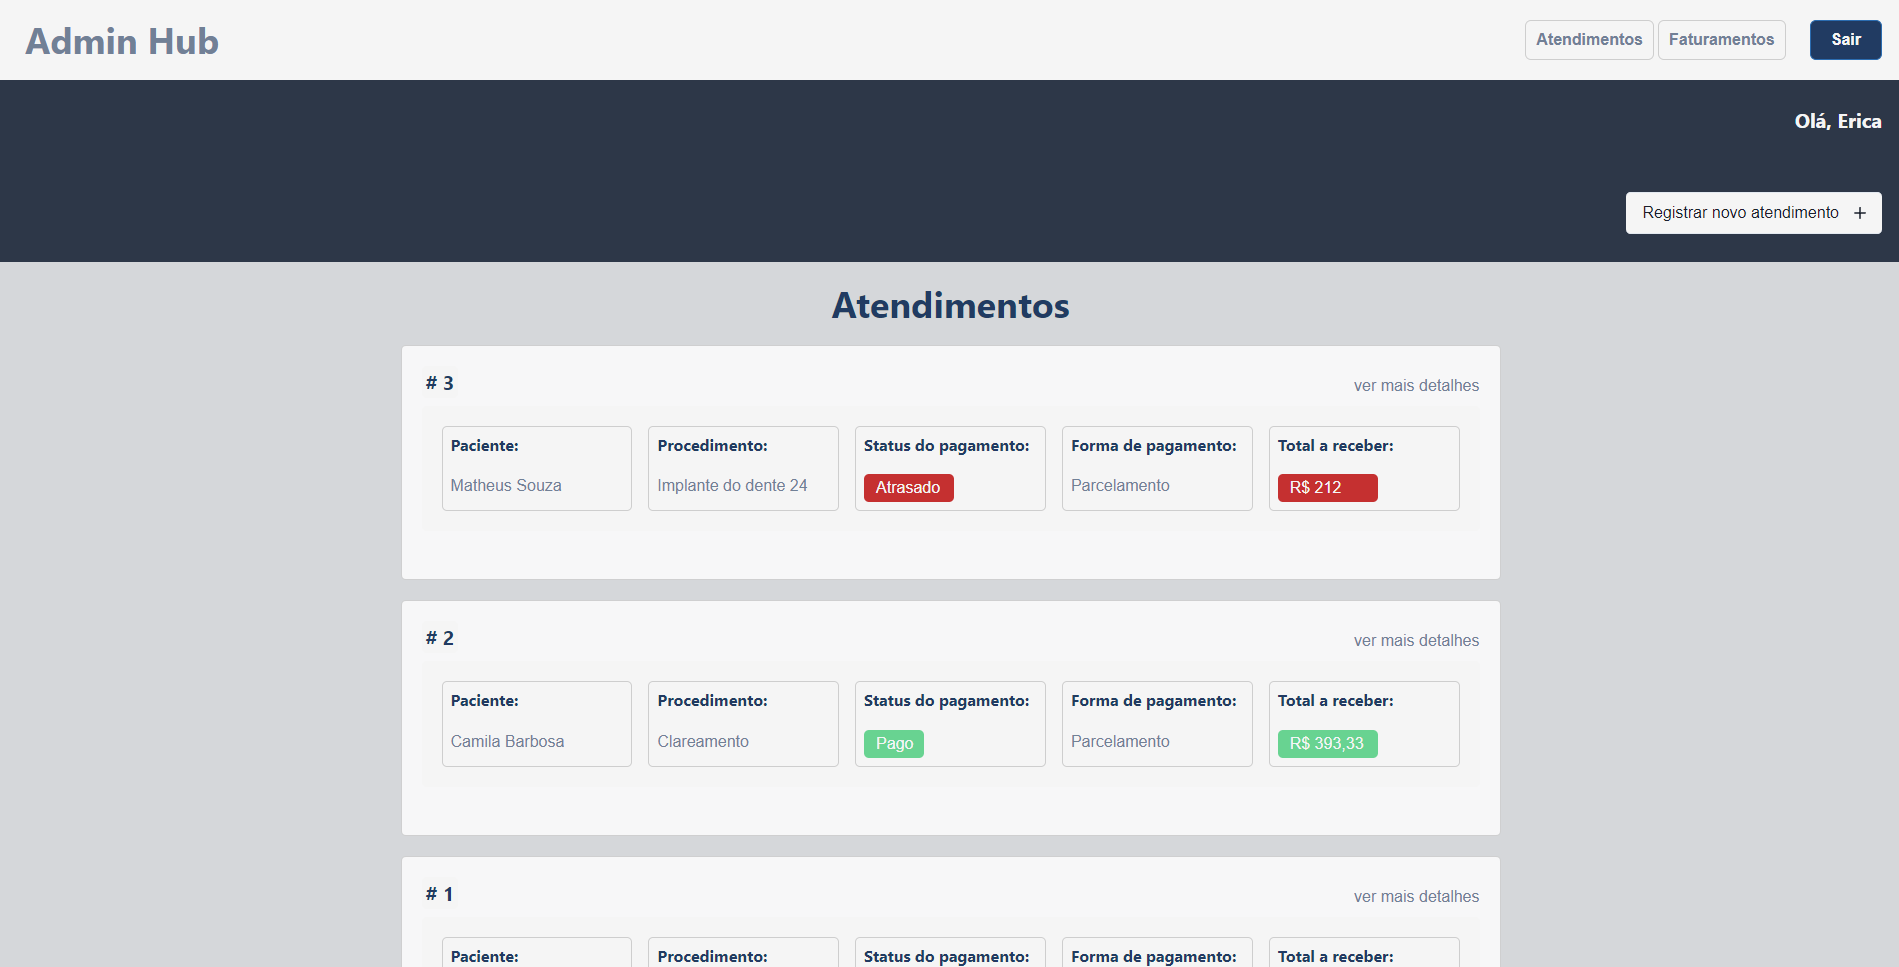 Admin Hub
Atendimentos
Faturamentos
Sair
Olá, Erica
Registrar novo atendimento +
Atendimentos
# 3
ver mais detalhes
Paciente:
Matheus Souza
Procedimento:
Implante do dente 24
Status do pagamento:
Atrasado
Forma de pagamento:
Parcelamento
Total a receber:
R$ 212
# 2
ver mais detalhes
Paciente:
Camila Barbosa
Procedimento:
Clareamento
Status do pagamento:
Pago
Forma de pagamento:
Parcelamento
Total a receber:
R$ 393,33
# 1
ver mais detalhes
Paciente:
Procedimento:
Status do pagamento:
Forma de pagamento:
Total a receber: